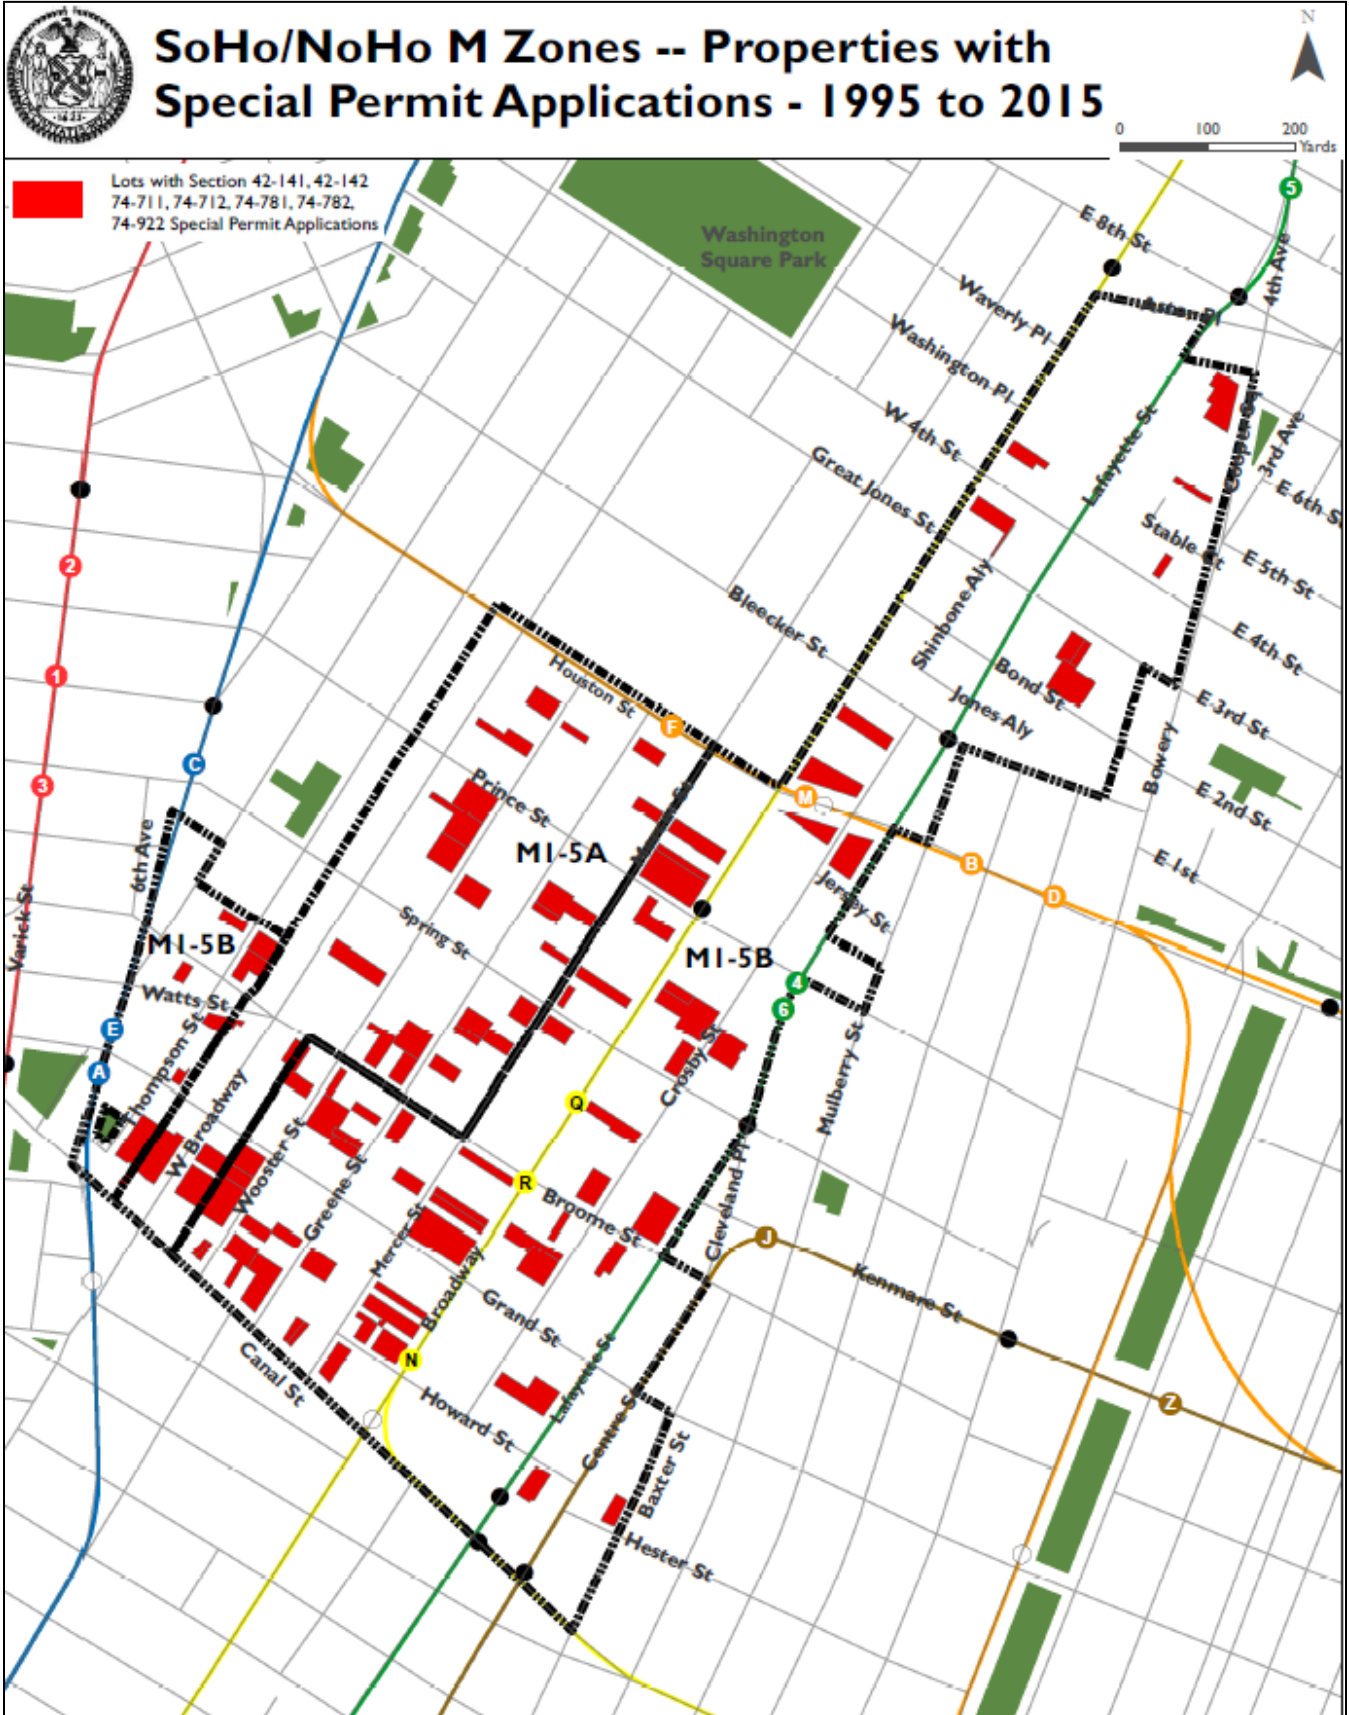 SoHo/NoHo M Zones -- Properties with
Special Permit Applications - 1995 to 2015
N
0 100 200
Yards
Lots with Section 42-141, 42-142
74-711, 74-712, 74-781, 74-782,
74-922 Special Permit Applications
Washington
Square Park
5
E 8th St
4th Ave
Astor Pl
Waverly Pl
Washington Pl
W 4th St
Great Jones St
Lafayette St
Cooper Sq
3rd Ave
E 6th St
Stable Ct
E 5th St
2
Bleecker St
Shinbone Aly
E 4th St
1
Houston St
F
Bond St
Jones Aly
E 3rd St
Bowery
C
3
Prince St
M
E 2nd St
6th Ave
M1-5A
Mercer St
B
E 1st
D
Jersey St
Varick St
M1-5B
Spring St
M1-5B
4
6
Watts St
E
Thompson St
A
W Broadway
Crosby St
Mulberry St
Q
Wooster St
Greene St
R
Broome St
Cleveland Pl
Mercer St
J
Broadway
Kenmare St
Grand St
Canal St
N
Lafayette St
Z
Howard St
Centre St
Baxter St
Hester St